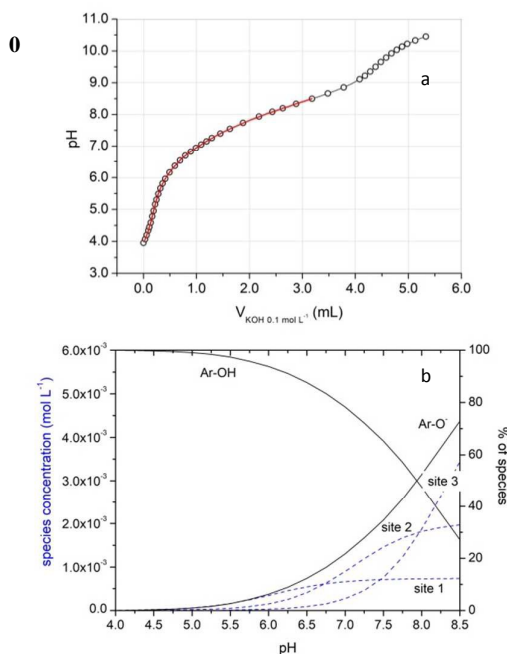 0
11.0
10.0
9.0
8.0
7.0
6.0
5.0
4.0
3.0
pH
a
0.0 1.0 2.0 3.0 4.0 5.0 6.0
V KOH 0.1 mol L⁻¹ (mL)
6.0x10⁻³
5.0x10⁻³
4.0x10⁻³
3.0x10⁻³
2.0x10⁻³
1.0x10⁻³
0.0
species concentration (mol L⁻¹)
b
Ar-OH
Ar-O⁻
site 3
site 2
site 1
100
80
60
40
20
0
% of species
4.0 4.5 5.0 5.5 6.0 6.5 7.0 7.5 8.0 8.5
pH